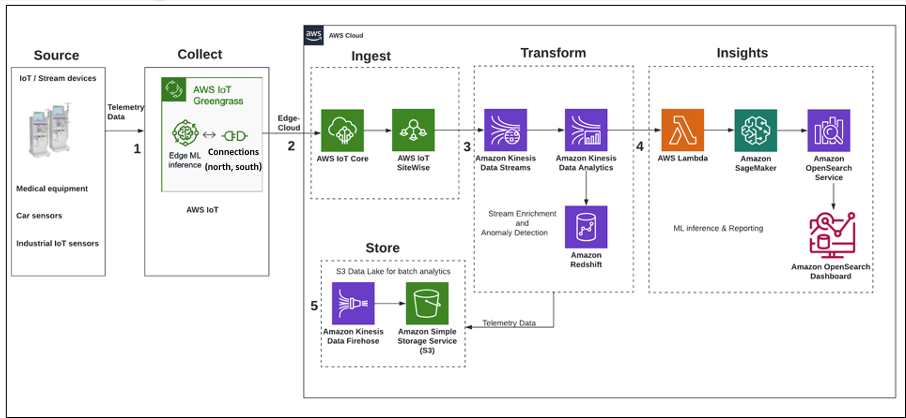 aws
AWS Cloud
Source
Collect
Ingest
Transform
Insights
IoT / Stream devices
Medical equipment
Car sensors
Industrial IoT sensors
Telemetry
Data
1
AWS IoT
Greengrass
Edge ML
inference
Connections
(north, south)
AWS IoT
Edge-
Cloud
2
AWS IoT Core
AWS IoT
SiteWise
3
Amazon Kinesis
Data Streams
Amazon Kinesis
Data Analytics
Stream Enrichment
and
Anomaly Detection
Amazon
Redshift
4
AWS Lambda
Amazon
SageMaker
Amazon
OpenSearch
Service
ML inference & Reporting
Amazon OpenSearch
Dashboard
Store
S3 Data Lake for batch analytics
5
Amazon Kinesis
Data Firehose
Amazon Simple
Storage Service
(S3)
Telemetry Data